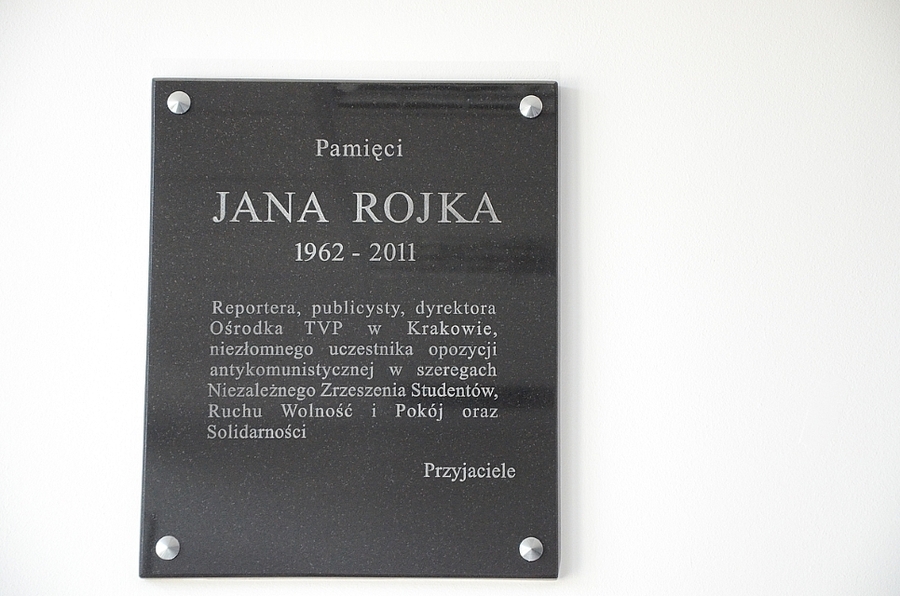 Pamięci
JANA ROJKA
1962 - 2011
Reportera, publicysty, dyrektora
Ośrodka TVP w Krakowie,
niezłomnego uczestnika opozycji
antykomunistycznej w szeregach
Niezależnego Zrzeszenia Studentów,
Ruchu Wolność i Pokój oraz
Solidarności
Przyjaciele